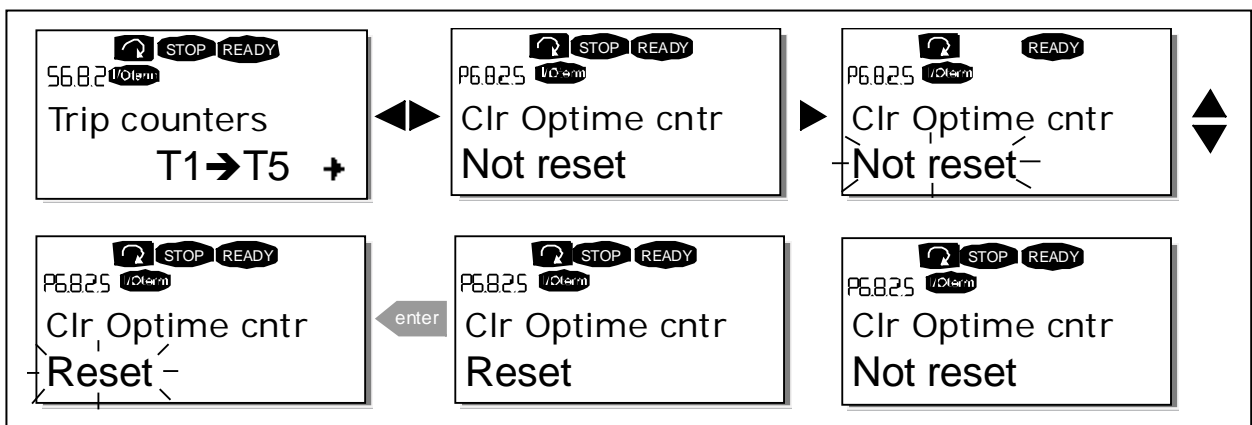 STOP READY
S6.8.2 I/Oterm
Trip counters
T1➔T5
STOP READY
P6.8.2.5 I/Oterm
Clr Optime cntr
Not reset
READY
P6.8.2.5 I/Oterm
Clr Optime cntr
Not reset
STOP READY
P6.8.2.5 I/Oterm
Clr Optime cntr
Reset
enter
STOP READY
P6.8.2.5 I/Oterm
Clr Optime cntr
Reset
STOP READY
P6.8.2.5 I/Oterm
Clr Optime cntr
Not reset